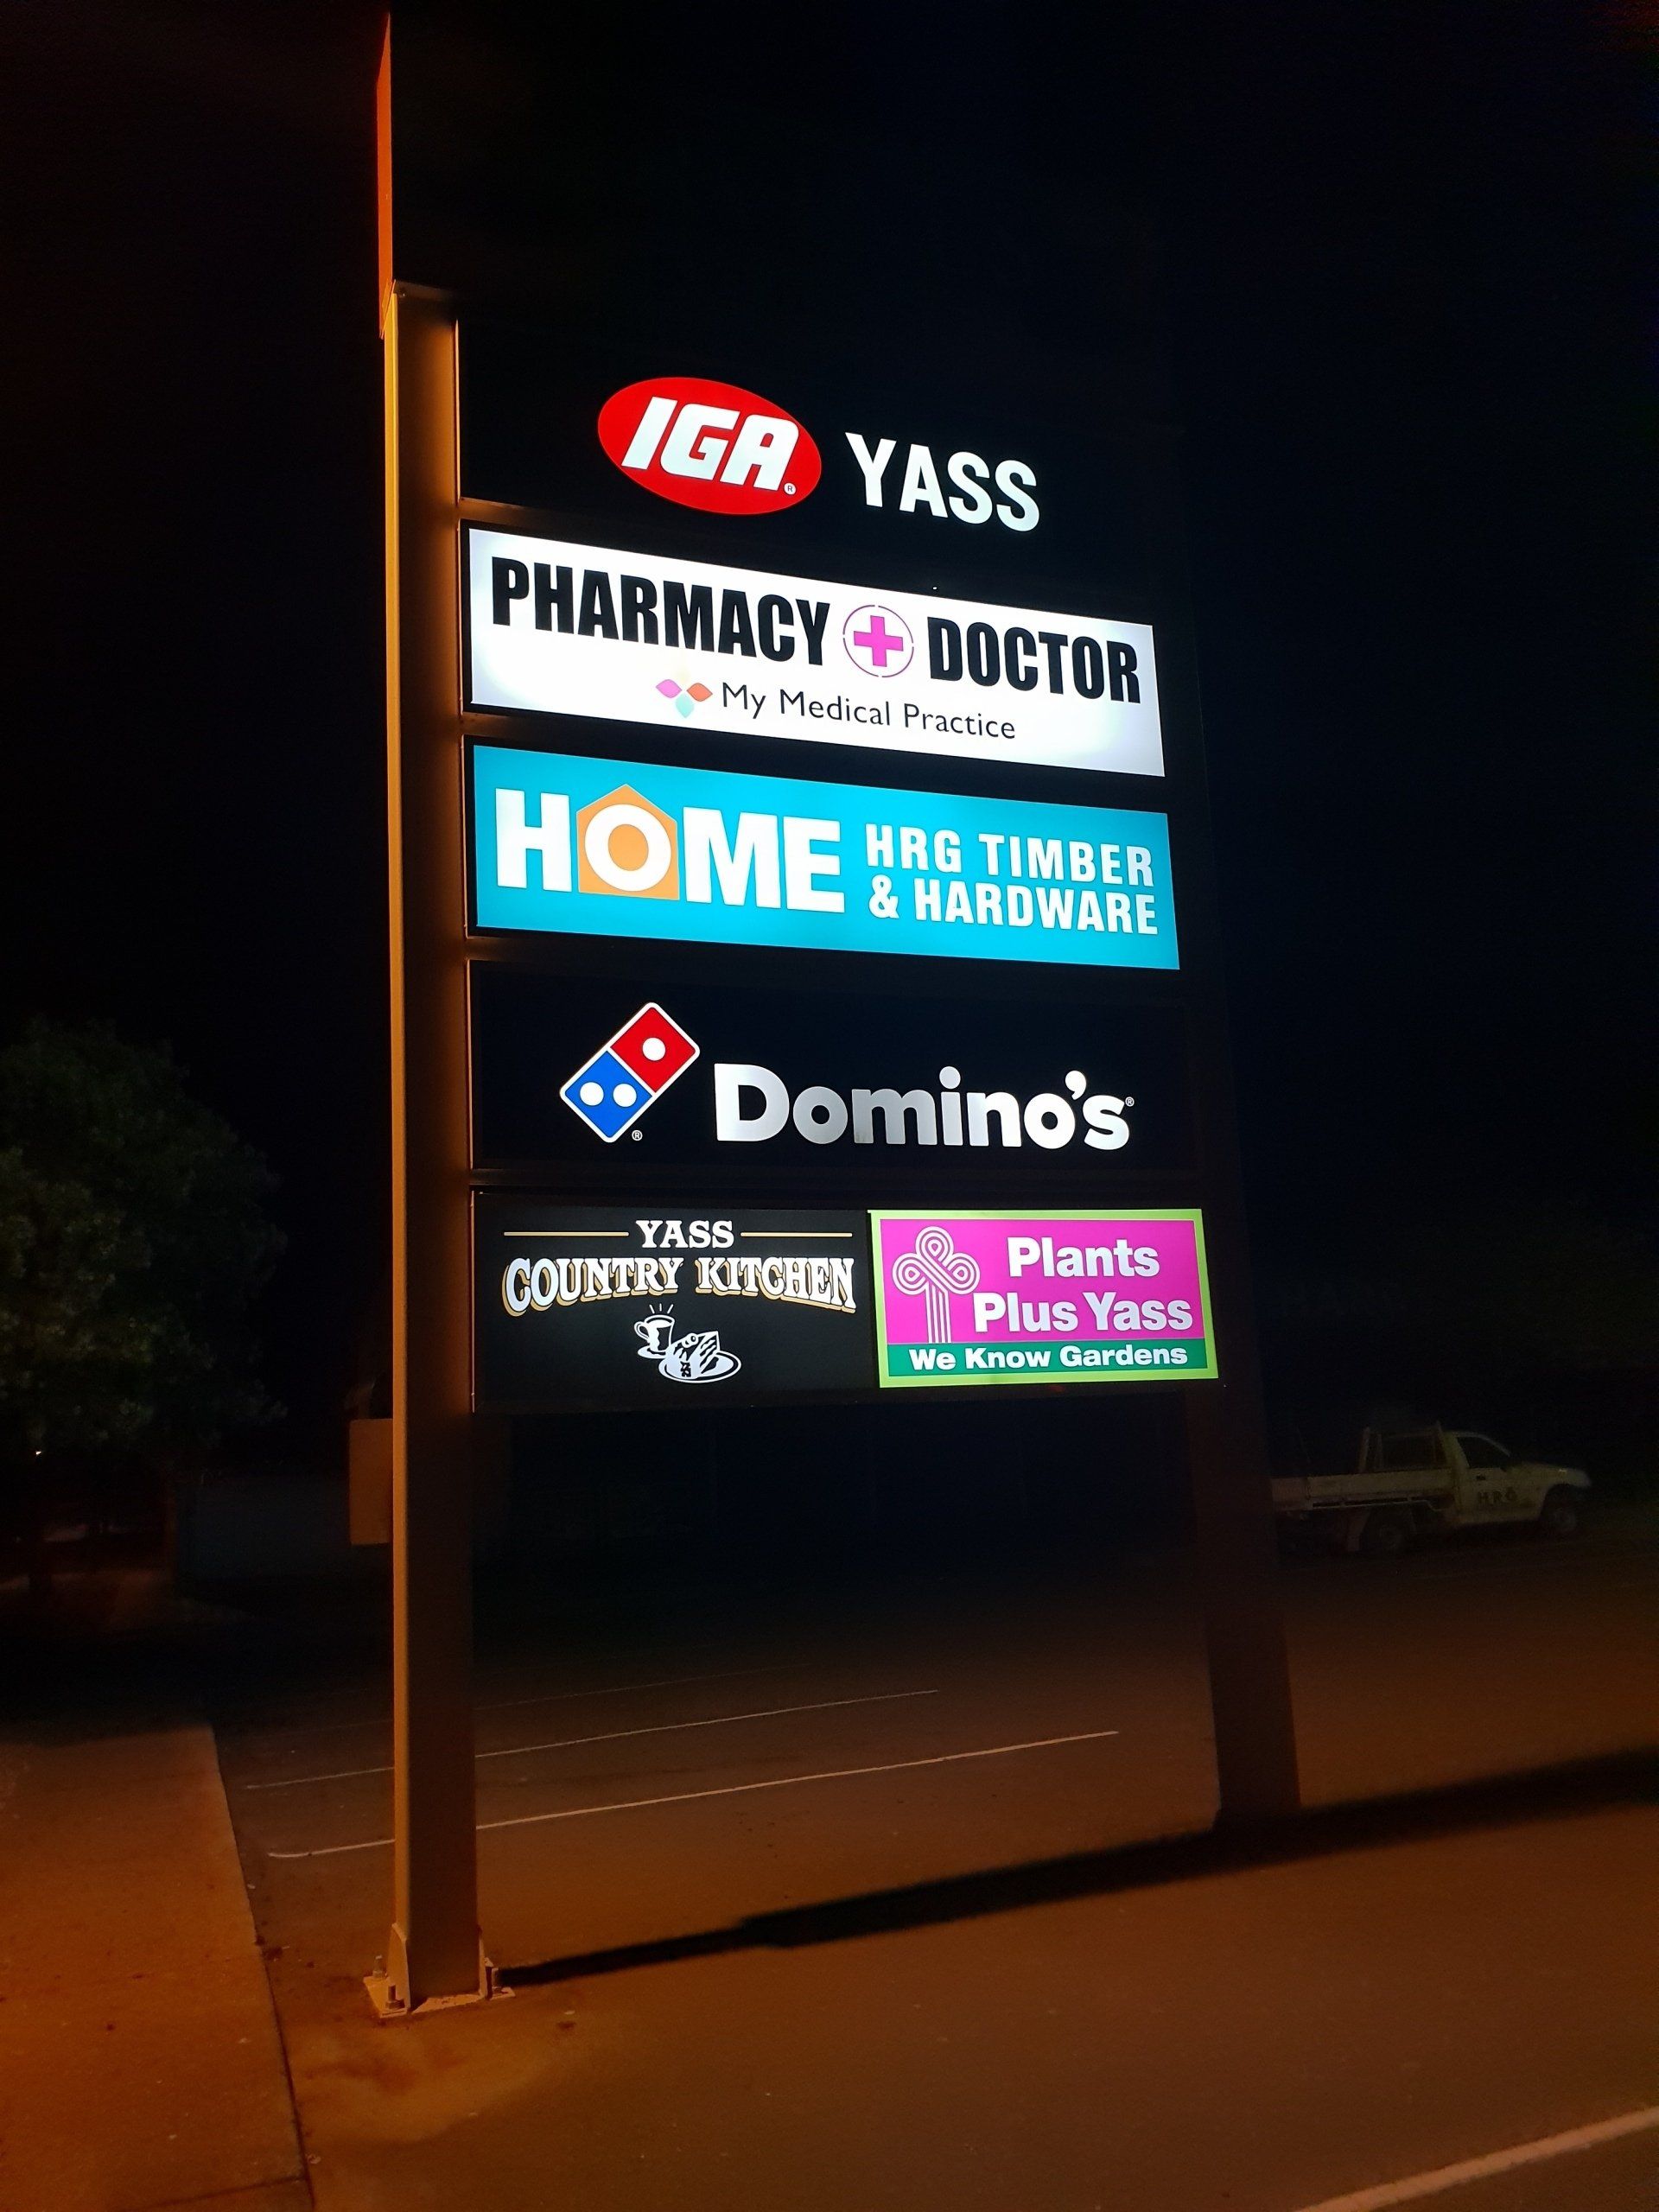 IGA® YASS
PHARMACY + DOCTOR
My Medical Practice
HOME HRG TIMBER
& HARDWARE
® Domino's®
YASS
COUNTRY KITCHEN
Plants
Plus Yass
We Know Gardens
HRG